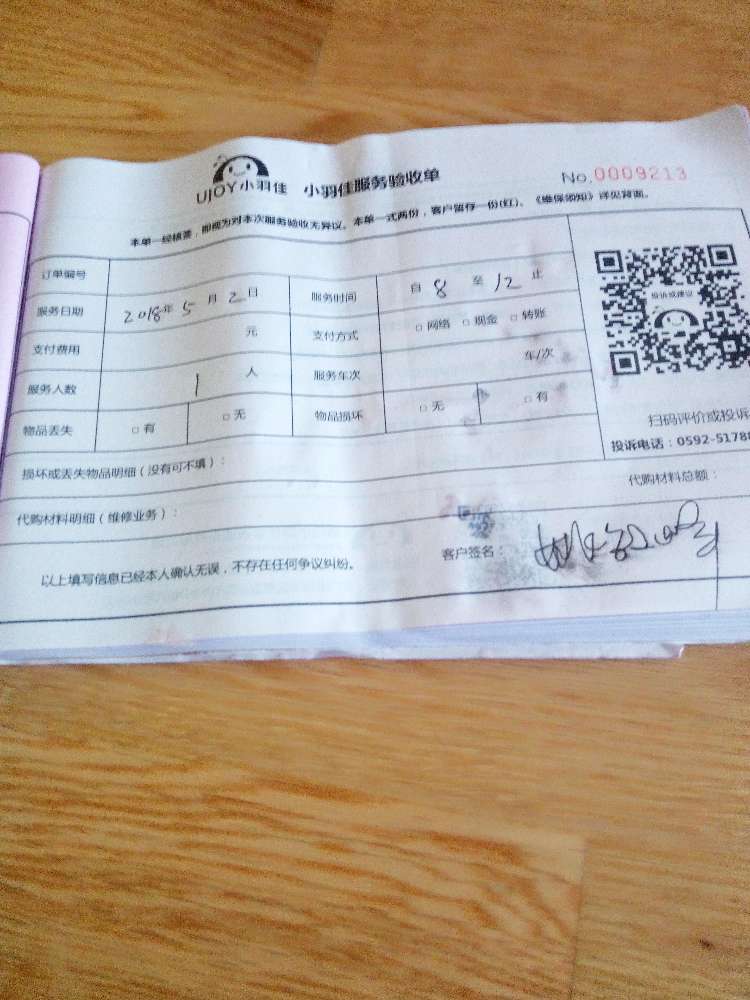 UJOY小羽佳 小羽佳服务验收单 No.0009213
本单一经核签，即视为对本次服务验收无异议。本单一式两份，客户留存一份(红)、《维保须知》详见背面。
订单编号
服务日期 2018年 5 月 2 日 服务时间 自 8 至 12 止
支付费用 元 支付方式 □ 网络 □ 现金 □ 转账
服务人数 1 人 服务车次 车/次
物品丢失 □ 有 □ 无 物品损坏 □ 无 □ 有
投诉或建议
扫码评价或投诉
投诉电话：0592-5178
损坏或丢失物品明细（没有可不填）：
代购材料明细（维修业务）： 代购材料总额：
以上填写信息已经本人确认无误，不存在任何争议纠纷。 客户签名：